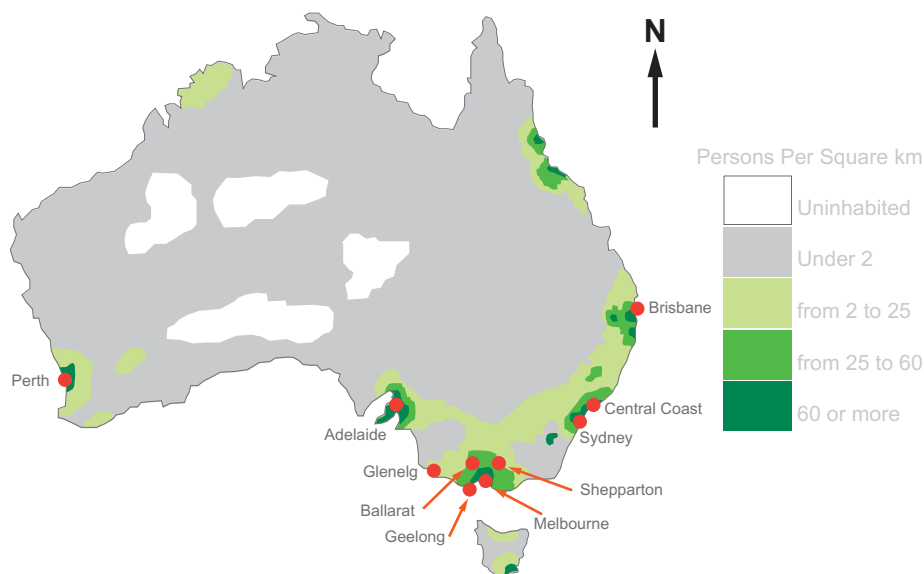 N
Persons Per Square km
Uninhabited
Under 2
from 2 to 25
from 25 to 60
60 or more
Brisbane
Perth
Central Coast
Adelaide
Sydney
Glenelg
Shepparton
Ballarat
Melbourne
Geelong